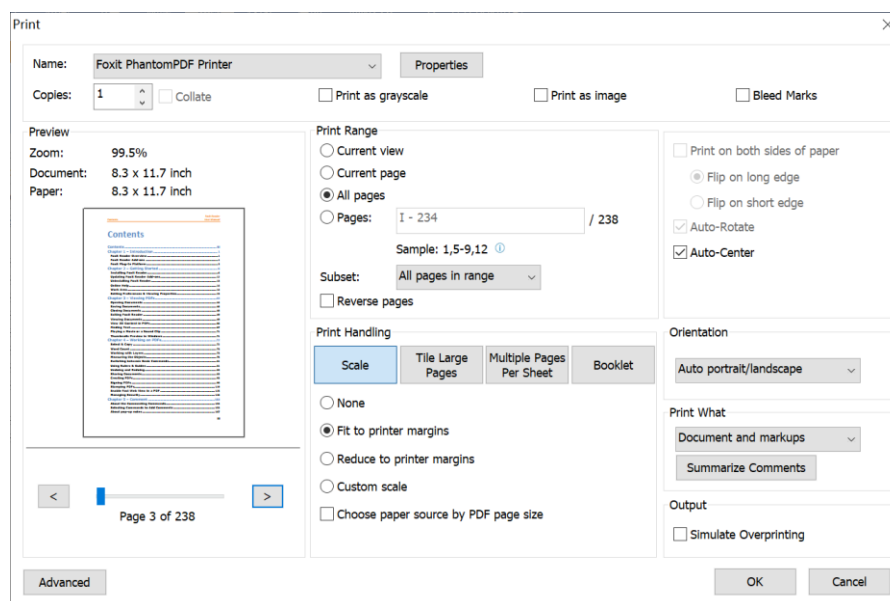 Print
Name:
Foxit PhantomPDF Printer
Properties
Copies:
1
Collate
Print as grayscale
Print as image
Bleed Marks
Preview
Zoom: 99.5%
Document: 8.3 x 11.7 inch
Paper: 8.3 x 11.7 inch
Contents
<
>
Page 3 of 238
Print Range
Current view
Current page
All pages
Pages:
I - 234
/ 238
Sample: 1,5-9,12
Subset:
All pages in range
Reverse pages
Print Handling
Scale
Tile Large
Pages
Multiple Pages
Per Sheet
Booklet
None
Fit to printer margins
Reduce to printer margins
Custom scale
Choose paper source by PDF page size
Print on both sides of paper
Flip on long edge
Flip on short edge
Auto-Rotate
Auto-Center
Orientation
Auto portrait/landscape
Print What
Document and markups
Summarize Comments
Output
Simulate Overprinting
Advanced
OK
Cancel